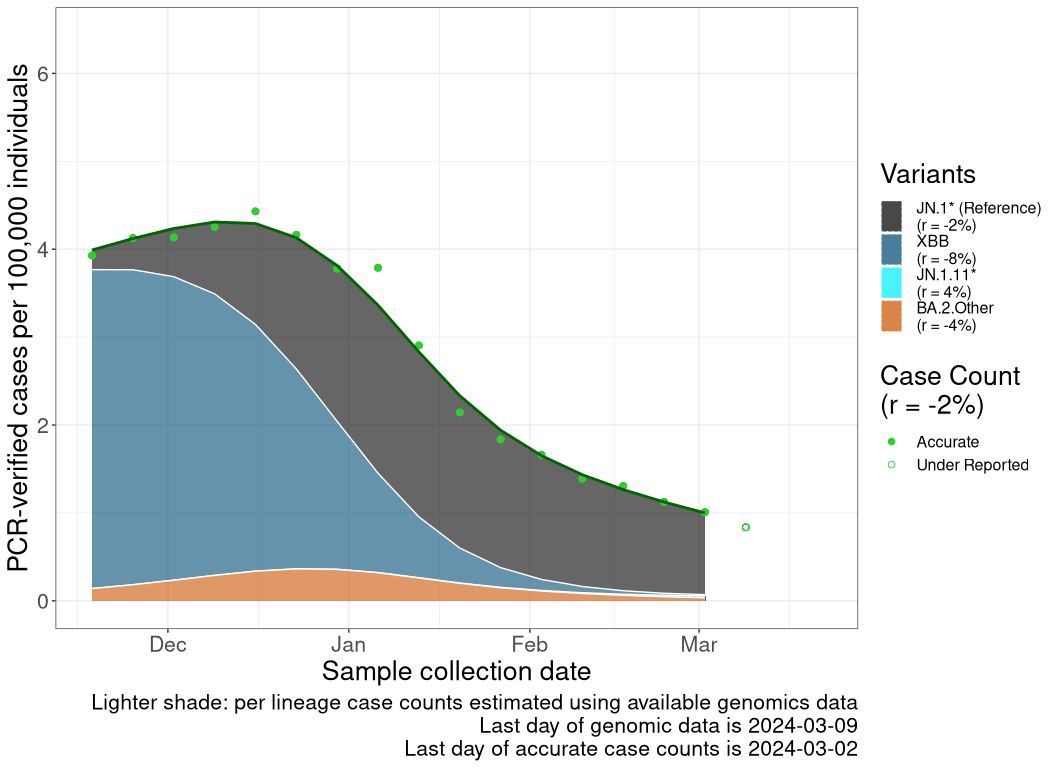 PCR-verified cases per 100,000 individuals
6
4
2
0
Dec
Jan
Feb
Mar
Sample collection date
Lighter shade: per lineage case counts estimated using available genomics data
Last day of genomic data is 2024-03-09
Last day of accurate case counts is 2024-03-02
Variants
JN.1* (Reference)
(r = -2%)
XBB
(r = -8%)
JN.1.11*
(r = 4%)
BA.2.Other
(r = -4%)
Case Count
(r = -2%)
Accurate
Under Reported